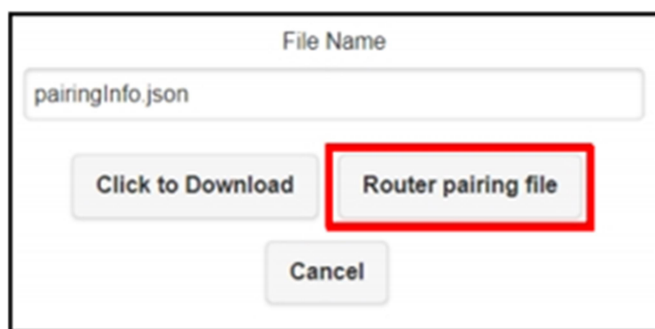 File Name
pairingInfo.json
Click to Download Router pairing file
Cancel